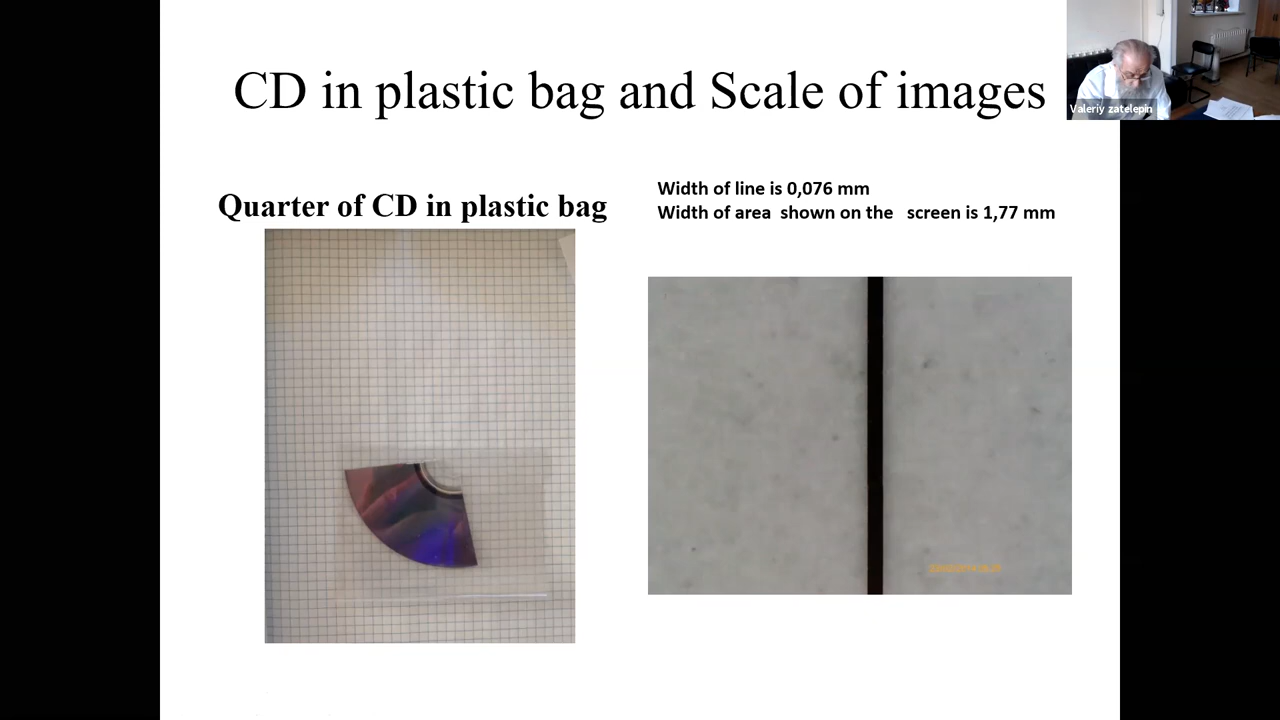 CD in plastic bag and Scale of images
Valeriy zatelepin
Quarter of CD in plastic bag
Width of line is 0,076 mm
Width of area shown on the screen is 1,77 mm